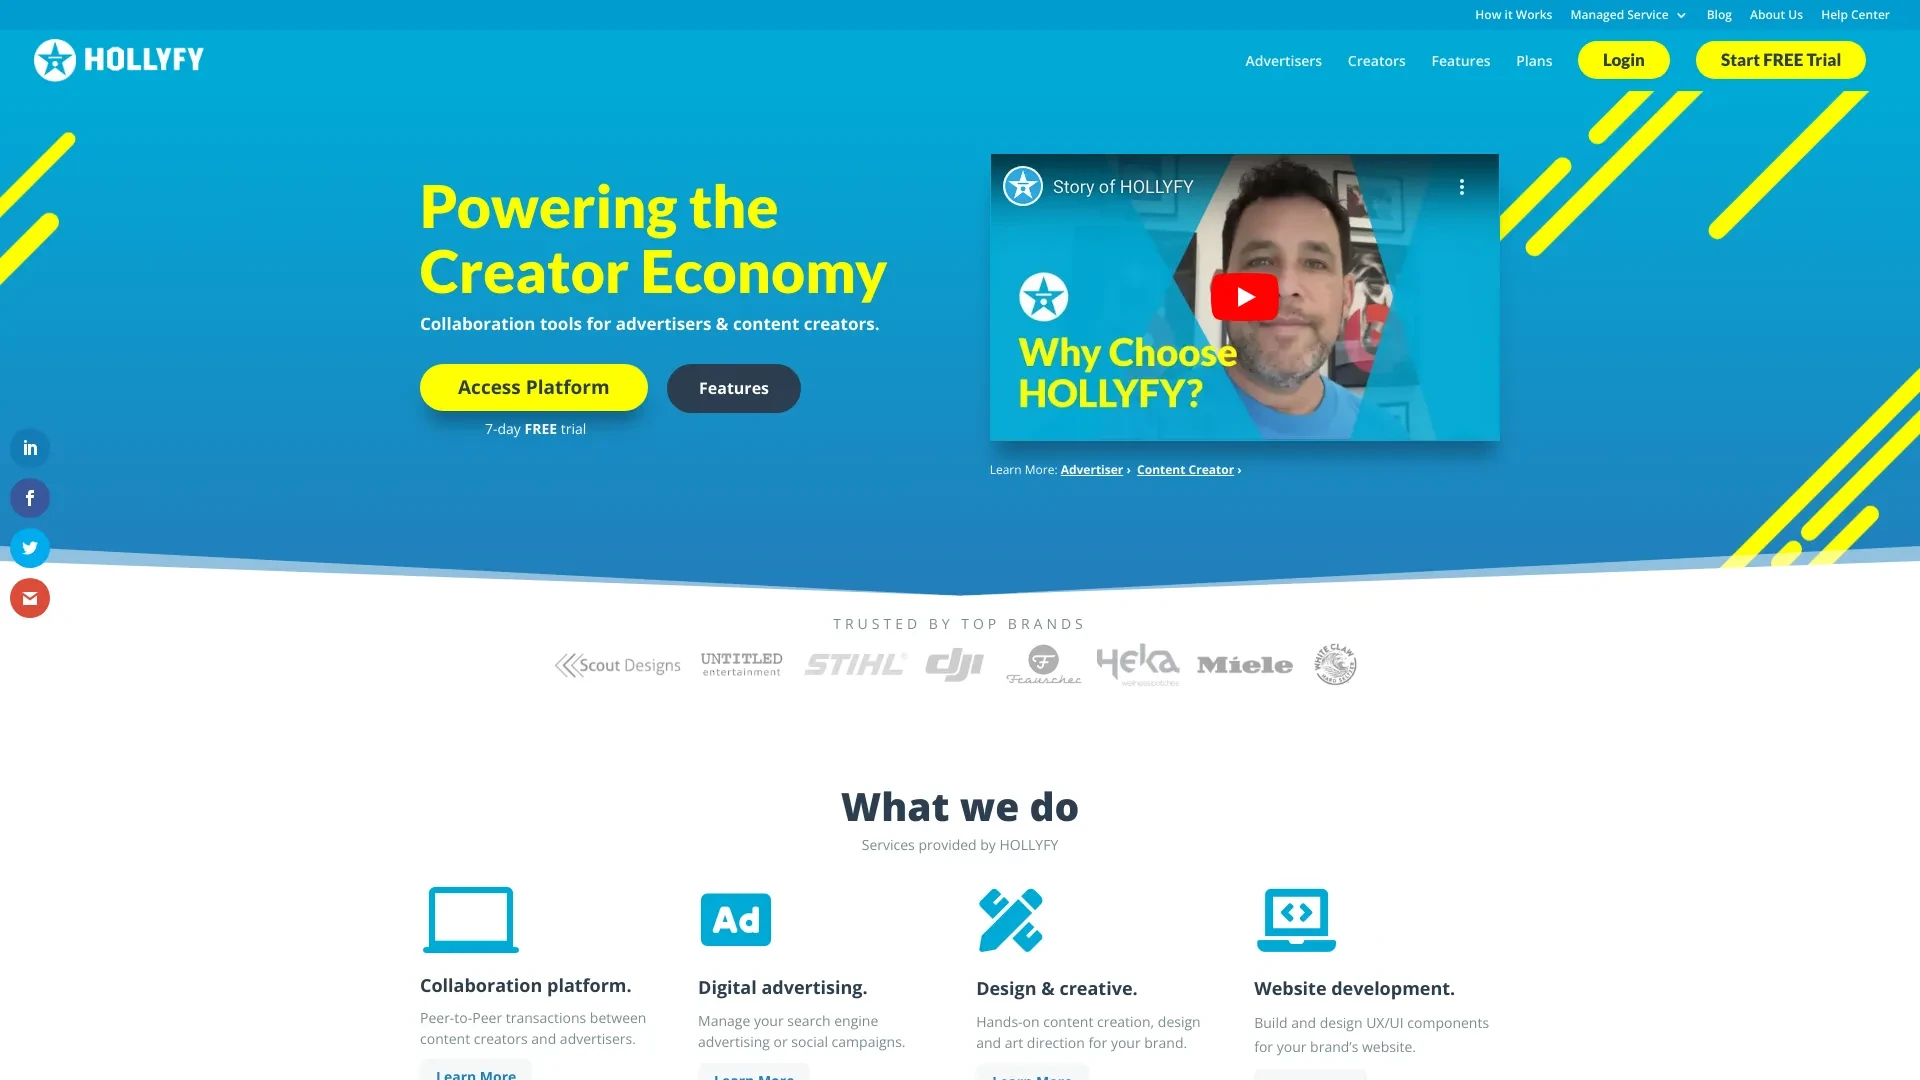 How it Works
Managed Service
Blog
About Us
Help Center
HOLLYFY
Advertisers
Creators
Features
Plans
Login
Start FREE Trial
Powering the
Creator Economy
Collaboration tools for advertisers & content creators.
Access Platform
Features
7-day FREE trial
Story of HOLLYFY
Why Choose
HOLLYFY?
Learn More: Advertiser › Content Creator ›
TRUSTED BY TOP BRANDS
Scout Designs
UNTITLED
entertainment
STIHL®
dji
F
Frauscher
HeKa
Miele
WHITE CLAW
HARD SELTZER
What we do
Services provided by HOLLYFY
Ad
Collaboration platform.
Peer-to-Peer transactions between
content creators and advertisers.
Learn More
Digital advertising.
Manage your search engine
advertising or social campaigns.
Learn More
Design & creative.
Hands-on content creation, design
and art direction for your brand.
Learn More
Website development.
Build and design UX/UI components
for your brand’s website.